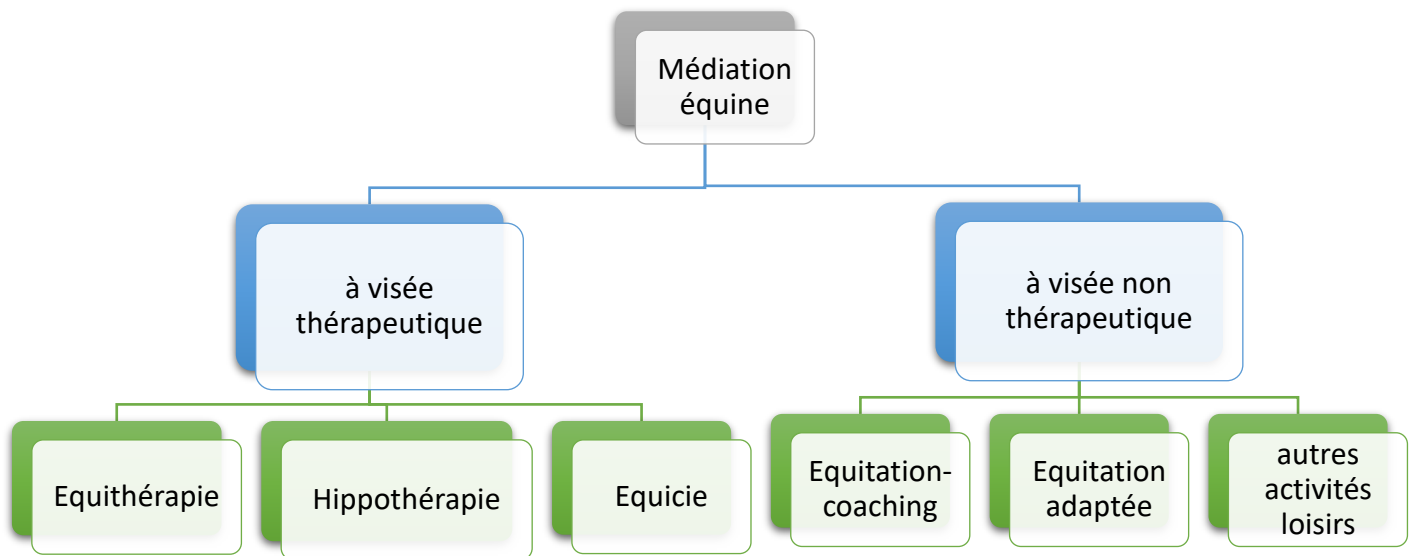 Médiation
équine
à visée
thérapeutique
à visée non
thérapeutique
Equithérapie
Hippothérapie
Equicie
Equitation-
coaching
Equitation
adaptée
autres
activités
loisirs